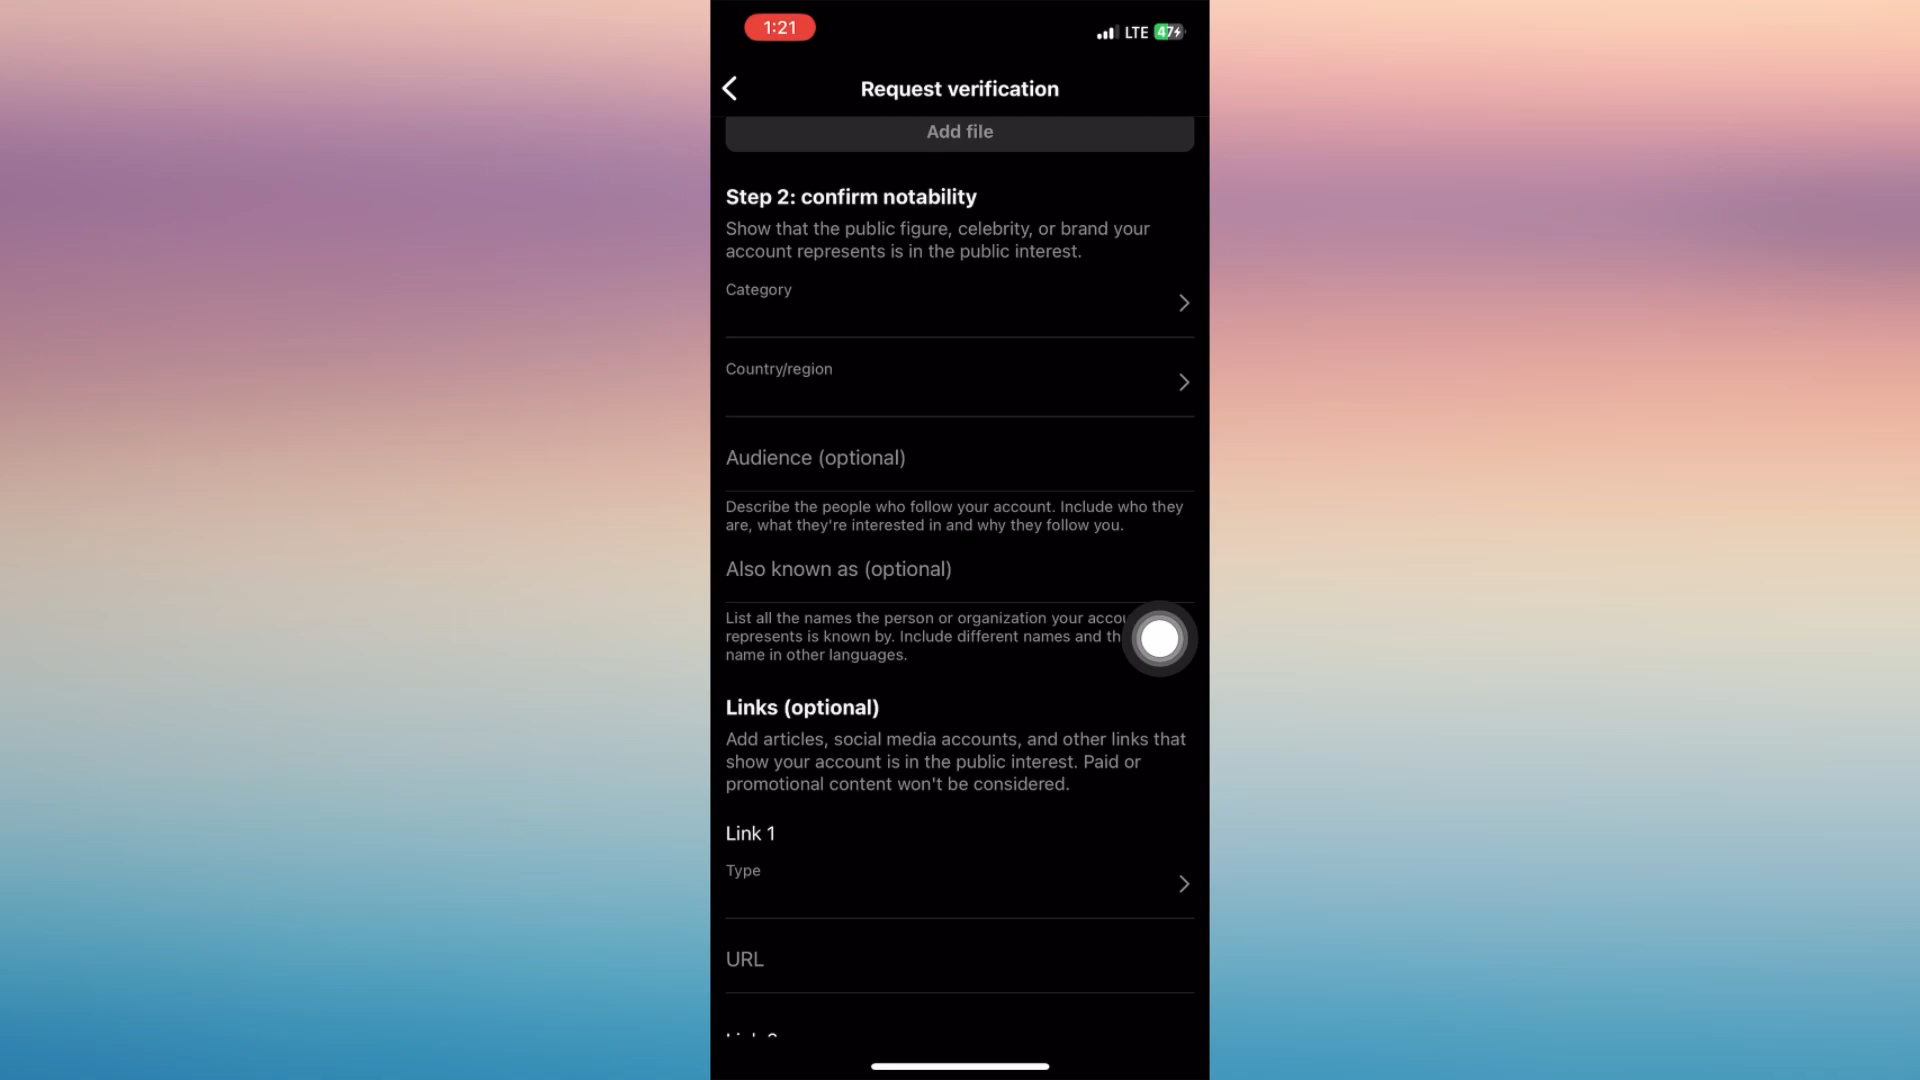 1:21
LTE 47
Request verification
Add file
Step 2: confirm notability
Show that the public figure, celebrity, or brand your
account represents is in the public interest.
Category
Country/region
Audience (optional)
Describe the people who follow your account. Include who they
are, what they're interested in and why they follow you.
Also known as (optional)
List all the names the person or organization your
represents is known by. Include different names and
name in other languages.
Links (optional)
Add articles, social media accounts, and other links that
show your account is in the public interest. Paid or
promotional content won't be considered.
Link 1
Type
URL